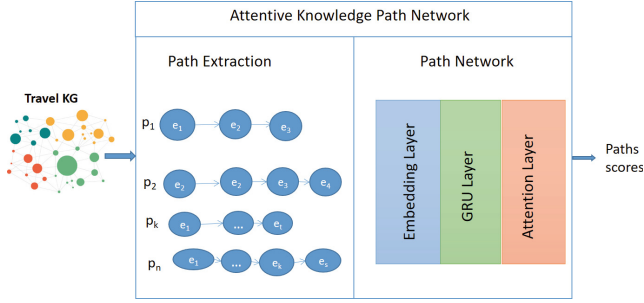 Attentive Knowledge Path Network
Path Extraction
Path Network
Travel KG
p1 e1 e2 e3
p2 e2 e2 e3 e4
pk e1 ... et
pn e1 ... ek es
Embedding Layer
GRU Layer
Attention Layer
Paths
scores